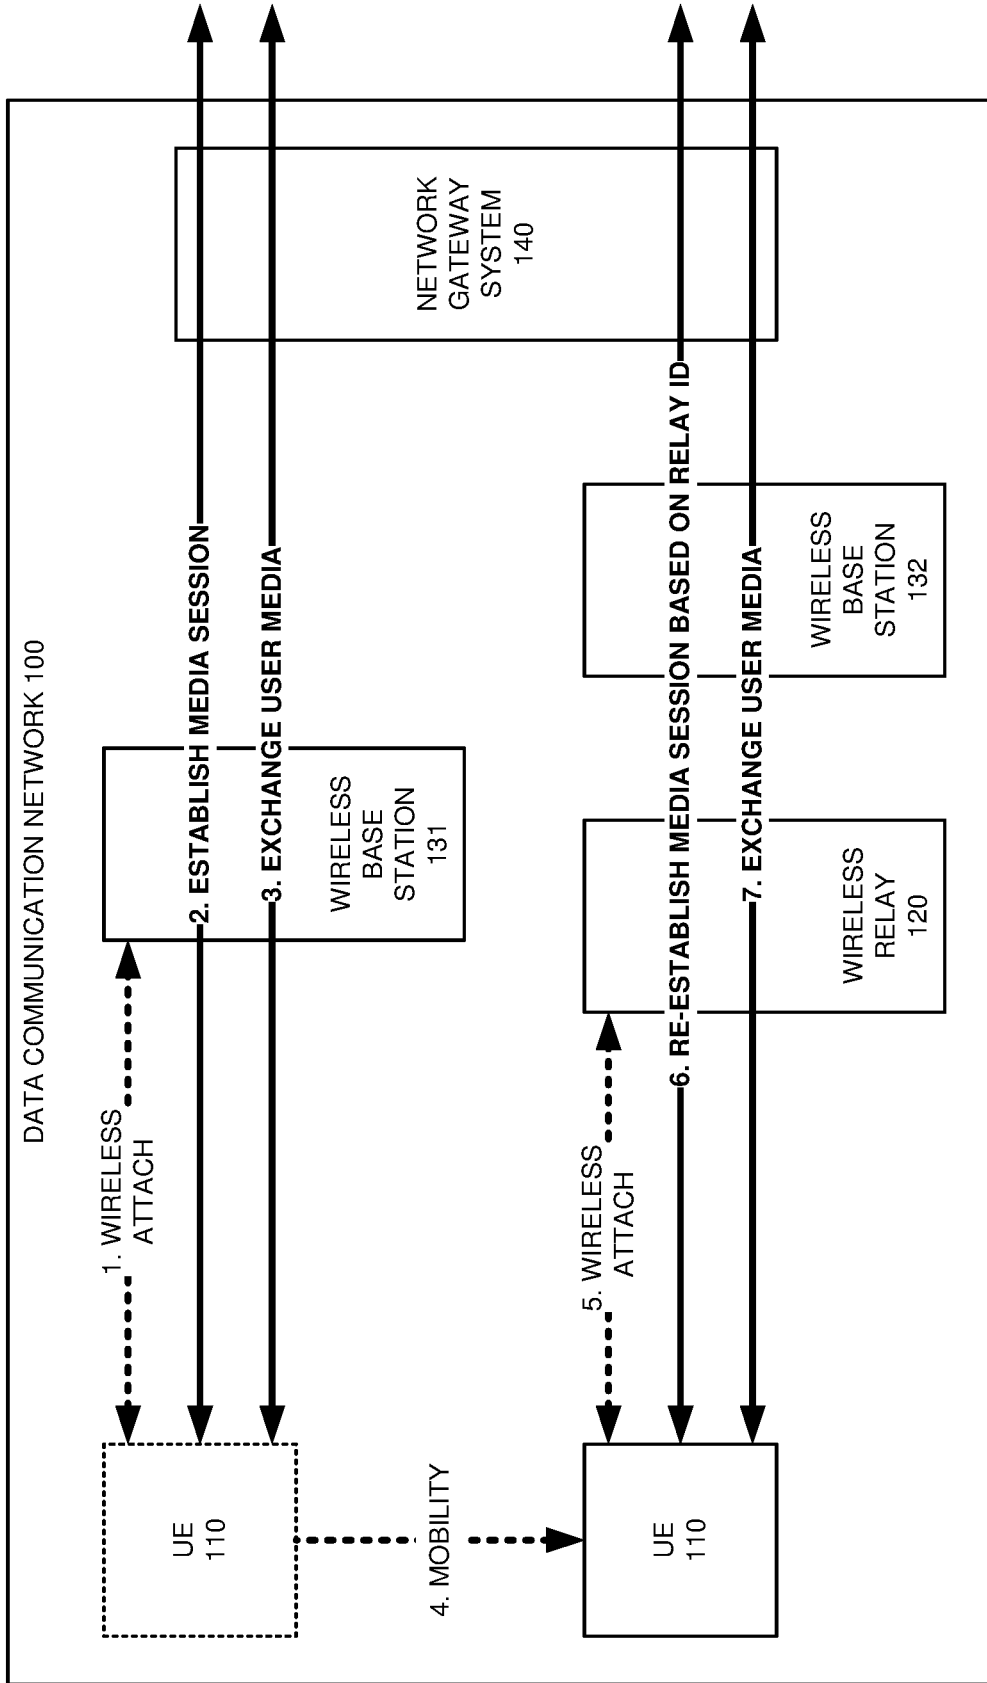 DATA COMMUNICATION NETWORK 100
1. WIRELESS
ATTACH
2. ESTABLISH MEDIA SESSION
3. EXCHANGE USER MEDIA
UE
110
WIRELESS
BASE
STATION
131
NETWORK
GATEWAY
SYSTEM
140
4. MOBILITY
5. WIRELESS
ATTACH
6. RE-ESTABLISH MEDIA SESSION BASED ON RELAY ID
7. EXCHANGE USER MEDIA
UE
110
WIRELESS
RELAY
120
WIRELESS
BASE
STATION
132